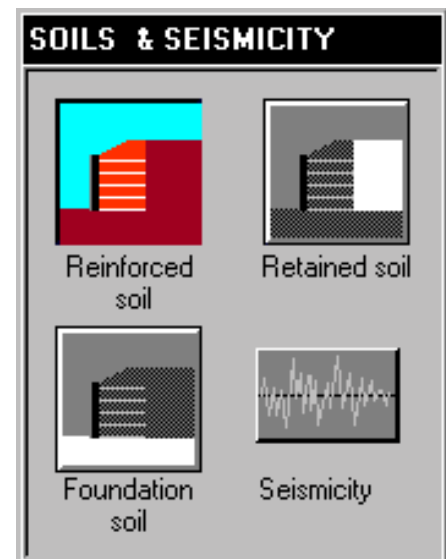 SOILS & SEISMICITY
Reinforced
soil
Retained soil
Foundation
soil
Seismicity